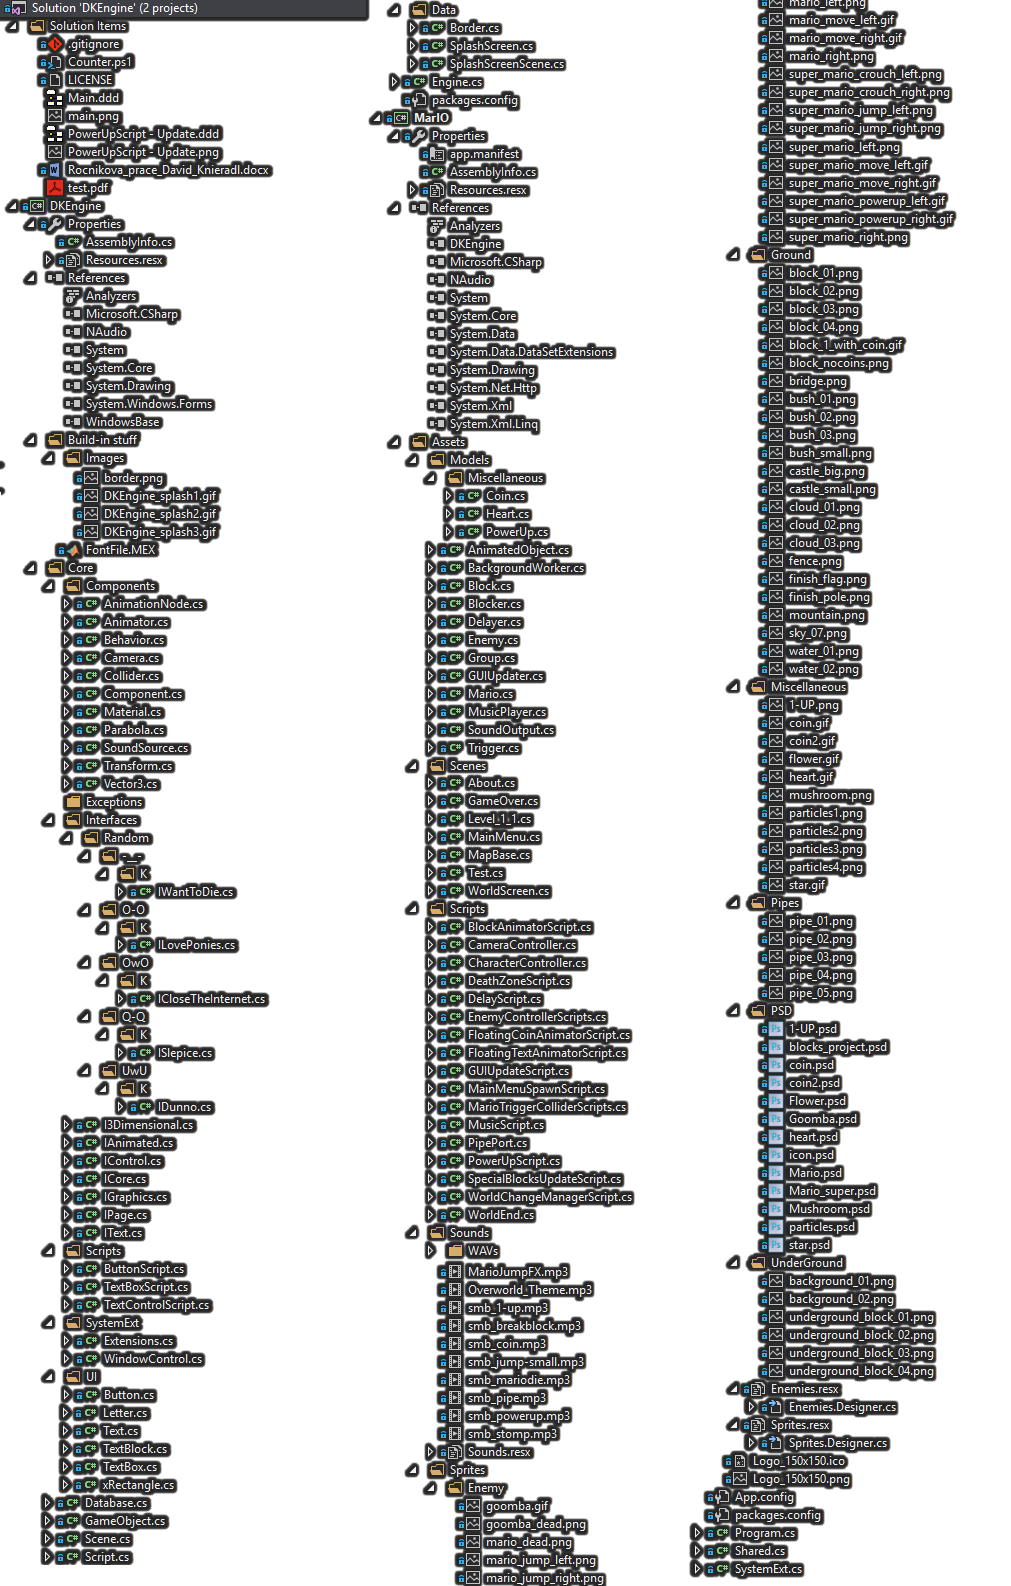 Solution 'DKEngine' (2 projects)
Solution Items
.gitignore
Counter.ps1
LICENSE
Main.ddd
main.png
PowerUpScript - Update.ddd
PowerUpScript - Update.png
Rocnikova_prace_David_Knieradl.docx
test.pdf
DKEngine
Properties
AssemblyInfo.cs
Resources.resx
References
Analyzers
Microsoft.CSharp
NAudio
System
System.Core
System.Drawing
System.Windows.Forms
WindowsBase
Build-in stuff
Images
border.png
DKEngine_splash1.gif
DKEngine_splash2.gif
DKEngine_splash3.gif
FontFile.MEX
Core
Components
AnimationNode.cs
Animator.cs
Behavior.cs
Camera.cs
Collider.cs
Component.cs
Material.cs
Parabola.cs
SoundSource.cs
Transform.cs
Vector3.cs
Exceptions
Interfaces
Random
-_-
K
IWantToDie.cs
O-O
K
ILovePonies.cs
OwO
K
ICloseTheInternet.cs
Q-Q
K
ISlepice.cs
UwU
K
IDunno.cs
I3Dimensional.cs
IAnimated.cs
IControl.cs
ICore.cs
IGraphics.cs
IPage.cs
IText.cs
Scripts
ButtonScript.cs
TextBoxScript.cs
TextControlScript.cs
SystemExt
Extensions.cs
WindowControl.cs
UI
Button.cs
Letter.cs
Text.cs
TextBlock.cs
TextBox.cs
xRectangle.cs
Database.cs
GameObject.cs
Scene.cs
Script.cs
Data
Border.cs
SplashScreen.cs
SplashScreenScene.cs
Engine.cs
packages.config
MarIO
Properties
app.manifest
AssemblyInfo.cs
Resources.resx
References
Analyzers
DKEngine
Microsoft.CSharp
NAudio
System
System.Core
System.Data
System.Data.DataSetExtensions
System.Drawing
System.Net.Http
System.Xml
System.Xml.Linq
Assets
Models
Miscellaneous
Coin.cs
Heart.cs
PowerUp.cs
AnimatedObject.cs
BackgroundWorker.cs
Block.cs
Blocker.cs
Delayer.cs
Enemy.cs
Group.cs
GUIUpdater.cs
Mario.cs
MusicPlayer.cs
SoundOutput.cs
Trigger.cs
Scenes
About.cs
GameOver.cs
Level_1_1.cs
MainMenu.cs
MapBase.cs
Test.cs
WorldScreen.cs
Scripts
BlockAnimatorScript.cs
CameraController.cs
CharacterController.cs
DeathZoneScript.cs
DelayScript.cs
EnemyControllerScripts.cs
FloatingCoinAnimatorScript.cs
FloatingTextAnimatorScript.cs
GUIUpdateScript.cs
MainMenuSpawnScript.cs
MarioTriggerColliderScripts.cs
MusicScript.cs
PipePort.cs
PowerUpScript.cs
SpecialBlocksUpdateScript.cs
WorldChangeManagerScript.cs
WorldEnd.cs
Sounds
WAVs
MarioJumpFX.mp3
Overworld_Theme.mp3
smb_1-up.mp3
smb_breakblock.mp3
smb_coin.mp3
smb_jump-small.mp3
smb_mariodie.mp3
smb_pipe.mp3
smb_powerup.mp3
smb_stomp.mp3
Sounds.resx
Sprites
Enemy
goomba.gif
goomba_dead.png
mario_dead.png
mario_jump_left.png
mario_jump_right.png
mario_left.png
mario_move_left.gif
mario_move_right.gif
mario_right.png
super_mario_crouch_left.png
super_mario_crouch_right.png
super_mario_jump_left.png
super_mario_jump_right.png
super_mario_left.png
super_mario_move_left.gif
super_mario_move_right.gif
super_mario_powerup_left.gif
super_mario_powerup_right.gif
super_mario_right.png
Ground
block_01.png
block_02.png
block_03.png
block_04.png
block_1_with_coin.gif
block_nocoins.png
bridge.png
bush_01.png
bush_02.png
bush_03.png
bush_small.png
castle_big.png
castle_small.png
cloud_01.png
cloud_02.png
cloud_03.png
fence.png
finish_flag.png
finish_pole.png
mountain.png
sky_07.png
water_01.png
water_02.png
Miscellaneous
1-UP.png
coin.gif
coin2.gif
flower.gif
heart.gif
mushroom.png
particles1.png
particles2.png
particles3.png
particles4.png
star.gif
Pipes
pipe_01.png
pipe_02.png
pipe_03.png
pipe_04.png
pipe_05.png
PSD
1-UP.psd
blocks_project.psd
coin.psd
coin2.psd
Flower.psd
Goomba.psd
heart.psd
icon.psd
Mario.psd
Mario_super.psd
Mushroom.psd
particles.psd
star.psd
UnderGround
background_01.png
background_02.png
underground_block_01.png
underground_block_02.png
underground_block_03.png
underground_block_04.png
Enemies.resx
Enemies.Designer.cs
Sprites.resx
Sprites.Designer.cs
Logo_150x150.ico
Logo_150x150.png
App.config
packages.config
Program.cs
Shared.cs
SystemExt.cs